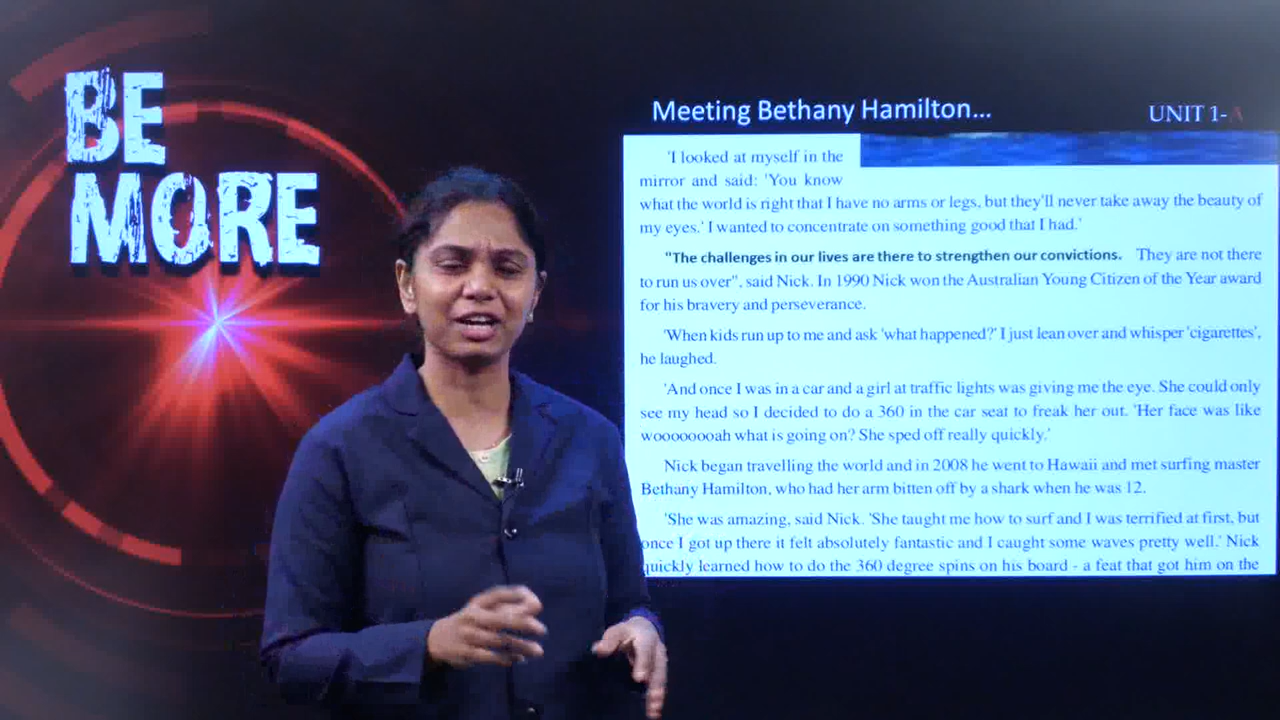 BE
MORE
Meeting Bethany Hamilton...
UNIT 1-A
'I looked at myself in the
mirror and said: 'You know
what the world is right that I have no arms or legs, but they'll never take away the beauty of
my eyes.' I wanted to concentrate on something good that I had.'
"The challenges in our lives are there to strengthen our convictions. They are not there
to run us over", said Nick. In 1990 Nick won the Australian Young Citizen of the Year award
for his bravery and perseverance.
'When kids run up to me and ask 'what happened?' I just lean over and whisper 'cigarettes',
he laughed.
'And once I was in a car and a girl at traffic lights was giving me the eye. She could only
see my head so I decided to do a 360 in the car seat to freak her out. 'Her face was like
woooooooah what is going on? She sped off really quickly.'
Nick began travelling the world and in 2008 he went to Hawaii and met surfing master
Bethany Hamilton, who had her arm bitten off by a shark when he was 12.
'She was amazing, said Nick. 'She taught me how to surf and I was terrified at first, but
once I got up there it felt absolutely fantastic and I caught some waves pretty well.' Nick
quickly learned how to do the 360 degree spins on his board - a feat that got him on the